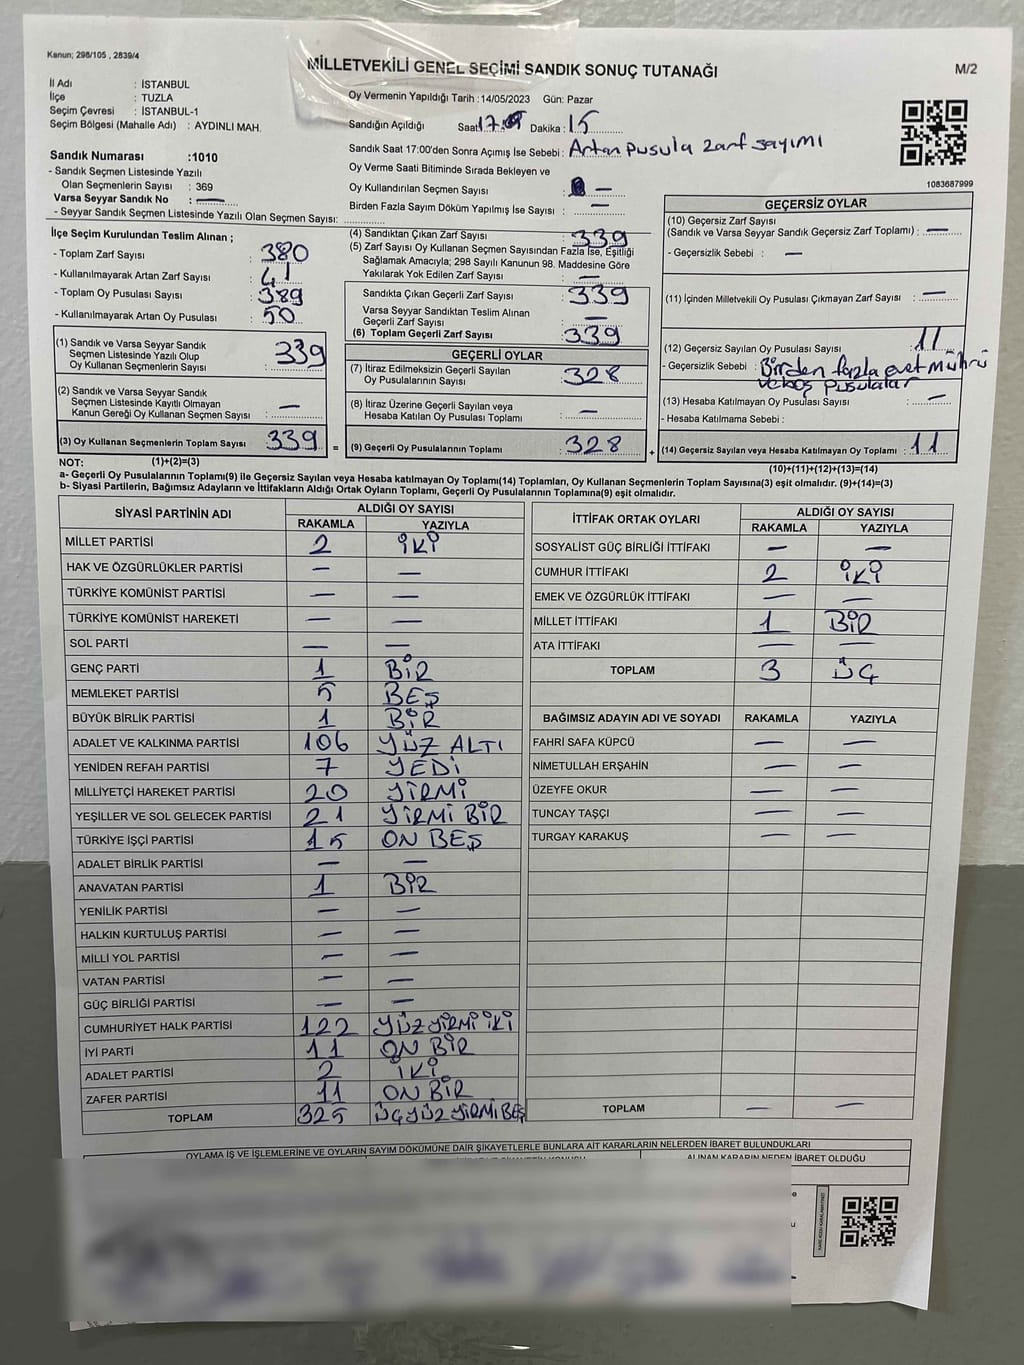 Kanun; 298/105 , 2839/4
MİLLETVEKİLİ GENEL SEÇİMİ SANDIK SONUÇ TUTANAĞI
M/2
İl Adı : İSTANBUL
İlçe : TUZLA
Seçim Çevresi : İSTANBUL-1
Seçim Bölgesi (Mahalle Adı) : AYDINLI MAH.
Oy Vermenin Yapıldığı Tarih : 14/05/2023 Gün: Pazar
Sandığın Açıldığı Saat: 17 Dakika : 15
Sandık Saat 17:00'den Sonra Açımış İse Sebebi : Artan pusula zarf sayımı
1083687999
Sandık Numarası :1010
- Sandık Seçmen Listesinde Yazılı
Olan Seçmenlerin Sayısı : 369
Varsa Seyyar Sandık No : —
- Seyyar Sandık Seçmen Listesinde Yazılı Olan Seçmen Sayısı:
Oy Verme Saati Bitiminde Sırada Bekleyen ve
Oy Kullandırılan Seçmen Sayısı : —
Birden Fazla Sayım Döküm Yapılmış İse Sayısı : —
İlçe Seçim Kurulundan Teslim Alınan ;
- Toplam Zarf Sayısı : 380
- Kullanılmayarak Artan Zarf Sayısı : 41
- Toplam Oy Pusulası Sayısı : 389
- Kullanılmayarak Artan Oy Pusulası : 50
(1) Sandık ve Varsa Seyyar Sandık
Seçmen Listesinde Yazılı Olup
Oy Kullanan Seçmenlerin Sayısı : 339
(2) Sandık ve Varsa Seyyar Sandık
Seçmen Listesinde Kayıtlı Olmayan
Kanun Gereği Oy Kullanan Seçmen Sayısı : —
(3) Oy Kullanan Seçmenlerin Toplam Sayısı : 339 =
(4) Sandıktan Çıkan Zarf Sayısı : 339
(5) Zarf Sayısı Oy Kullanan Seçmen Sayısından Fazla İse, Eşitliği
Sağlamak Amacıyla; 298 Sayılı Kanunun 98. Maddesine Göre
Yakılarak Yok Edilen Zarf Sayısı : —
Sandıkta Çıkan Geçerli Zarf Sayısı : 339
Varsa Seyyar Sandıktan Teslim Alınan
Geçerli Zarf Sayısı : —
(6) Toplam Geçerli Zarf Sayısı : 339
GEÇERLİ OYLAR
(7) İtiraz Edilmeksizin Geçerli Sayılan
Oy Pusulalarının Sayısı : 328
(8) İtiraz Üzerine Geçerli Sayılan veya
Hesaba Katılan Oy Pusulası Toplamı : —
(9) Geçerli Oy Pusulalarının Toplamı : 328 +
GEÇERSİZ OYLAR
(10) Geçersiz Zarf Sayısı
(Sandık ve Varsa Seyyar Sandık Geçersiz Zarf Toplamı) : —
- Geçersizlik Sebebi : —
(11) İçinden Milletvekili Oy Pusulası Çıkmayan Zarf Sayısı : —
(12) Geçersiz Sayılan Oy Pusulası Sayısı : 11
- Geçersizlik Sebebi : Birden fazla evet mührü
ve boş pusulalar
(13) Hesaba Katılmayan Oy Pusulası Sayısı : —
- Hesaba Katılmama Sebebi :
(14) Geçersiz Sayılan veya Hesaba Katılmayan Oy Toplamı : 11
NOT: (1)+(2)=(3)
(10)+(11)+(12)+(13)=(14)
a- Geçerli Oy Pusulalarının Toplamı(9) ile Geçersiz Sayılan veya Hesaba katılmayan Oy Toplamı(14) Toplamları, Oy Kullanan Seçmenlerin Toplam Sayısına(3) eşit olmalıdır. (9)+(14)=(3)
b- Siyasi Partilerin, Bağımsız Adayların ve İttifakların Aldığı Ortak Oyların Toplamı, Geçerli Oy Pusulalarının Toplamına(9) eşit olmalıdır.
SİYASİ PARTİNİN ADI
ALDIĞI OY SAYISI
RAKAMLA YAZIYLA
MİLLET PARTİSİ 2 İKİ
HAK VE ÖZGÜRLÜKLER PARTİSİ — —
TÜRKİYE KOMÜNİST PARTİSİ — —
TÜRKİYE KOMÜNİST HAREKETİ — —
SOL PARTİ — —
GENÇ PARTİ 1 BİR
MEMLEKET PARTİSİ 5 BEŞ
BÜYÜK BİRLİK PARTİSİ 1 BİR
ADALET VE KALKINMA PARTİSİ 106 YÜZ ALTI
YENİDEN REFAH PARTİSİ 7 YEDİ
MİLLİYETÇİ HAREKET PARTİSİ 20 YİRMİ
YEŞİLLER VE SOL GELECEK PARTİSİ 21 YİRMİ BİR
TÜRKİYE İŞÇİ PARTİSİ 15 ON BEŞ
ADALET BİRLİK PARTİSİ — —
ANAVATAN PARTİSİ 1 BİR
YENİLİK PARTİSİ — —
HALKIN KURTULUŞ PARTİSİ — —
MİLLİ YOL PARTİSİ — —
VATAN PARTİSİ — —
GÜÇ BİRLİĞİ PARTİSİ — —
CUMHURİYET HALK PARTİSİ 122 YÜZ YİRMİ İKİ
İYİ PARTİ 11 ON BİR
ADALET PARTİSİ 2 İKİ
ZAFER PARTİSİ 11 ON BİR
TOPLAM 325 ÜÇ YÜZ YİRMİ BEŞ
İTTİFAK ORTAK OYLARI
ALDIĞI OY SAYISI
RAKAMLA YAZIYLA
SOSYALİST GÜÇ BİRLİĞİ İTTİFAKI — —
CUMHUR İTTİFAKI 2 İKİ
EMEK VE ÖZGÜRLÜK İTTİFAKI — —
MİLLET İTTİFAKI 1 BİR
ATA İTTİFAKI — —
TOPLAM 3 ÜÇ
BAĞIMSIZ ADAYIN ADI VE SOYADI RAKAMLA YAZIYLA
FAHRİ SAFA KÜPCÜ — —
NİMETULLAH ERŞAHİN — —
ÜZEYFE OKUR — —
TUNCAY TAŞÇI — —
TURGAY KARAKUŞ — —
TOPLAM — —
OYLAMA İŞ VE İŞLEMLERİNE VE OYLARIN SAYIM DÖKÜMÜNE DAİR ŞİKAYETLERLE BUNLARA AİT KARARLARIN NELERDEN İBARET BULUNDUKLARI
ALINAN KARARIN NEDEN İBARET OLDUĞU